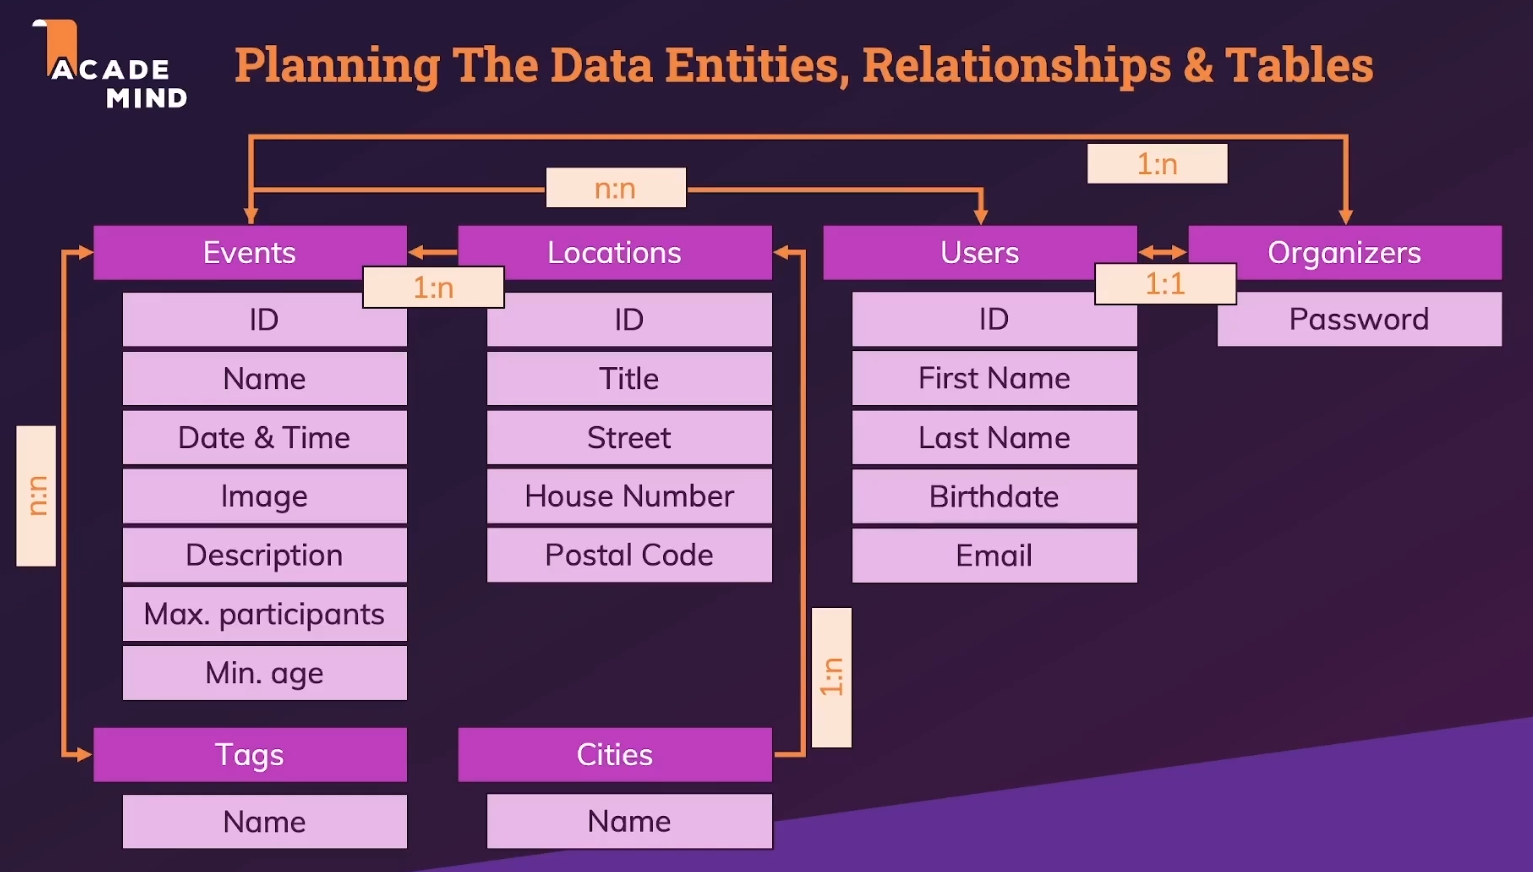 ACADE
MIND
Planning The Data Entities, Relationships & Tables
1:n
n:n
Events
Locations
Users
Organizers
1:n
1:1
ID
Name
Date & Time
Image
Description
Max. participants
Min. age
ID
Title
Street
House Number
Postal Code
ID
First Name
Last Name
Birthdate
Email
Password
n:n
1:n
Tags
Name
Cities
Name